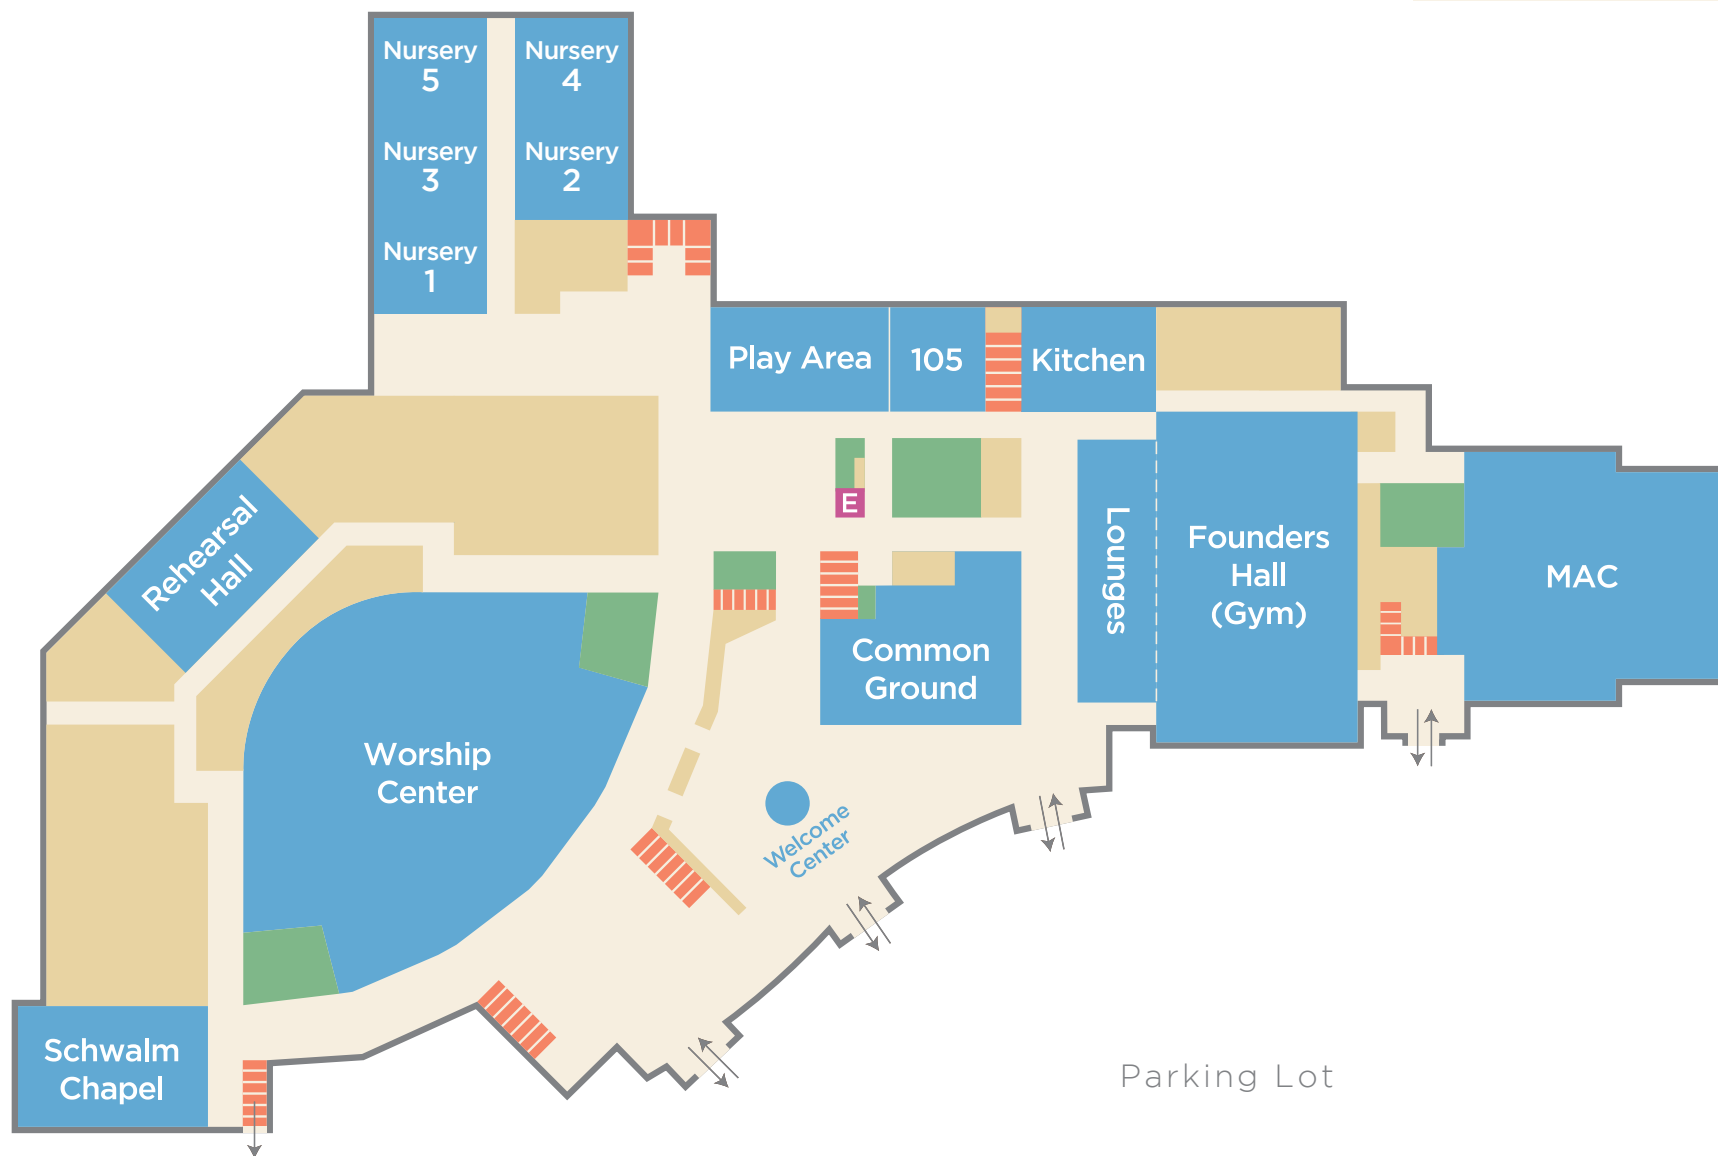 Nursery
5
Nursery
4
Nursery
3
Nursery
2
Nursery
1
Play Area
105
Kitchen
E
Rehearsal
Hall
Lounges
Founders
Hall
(Gym)
MAC
Common
Ground
Worship
Center
Welcome
Center
Schwalm
Chapel
Parking Lot